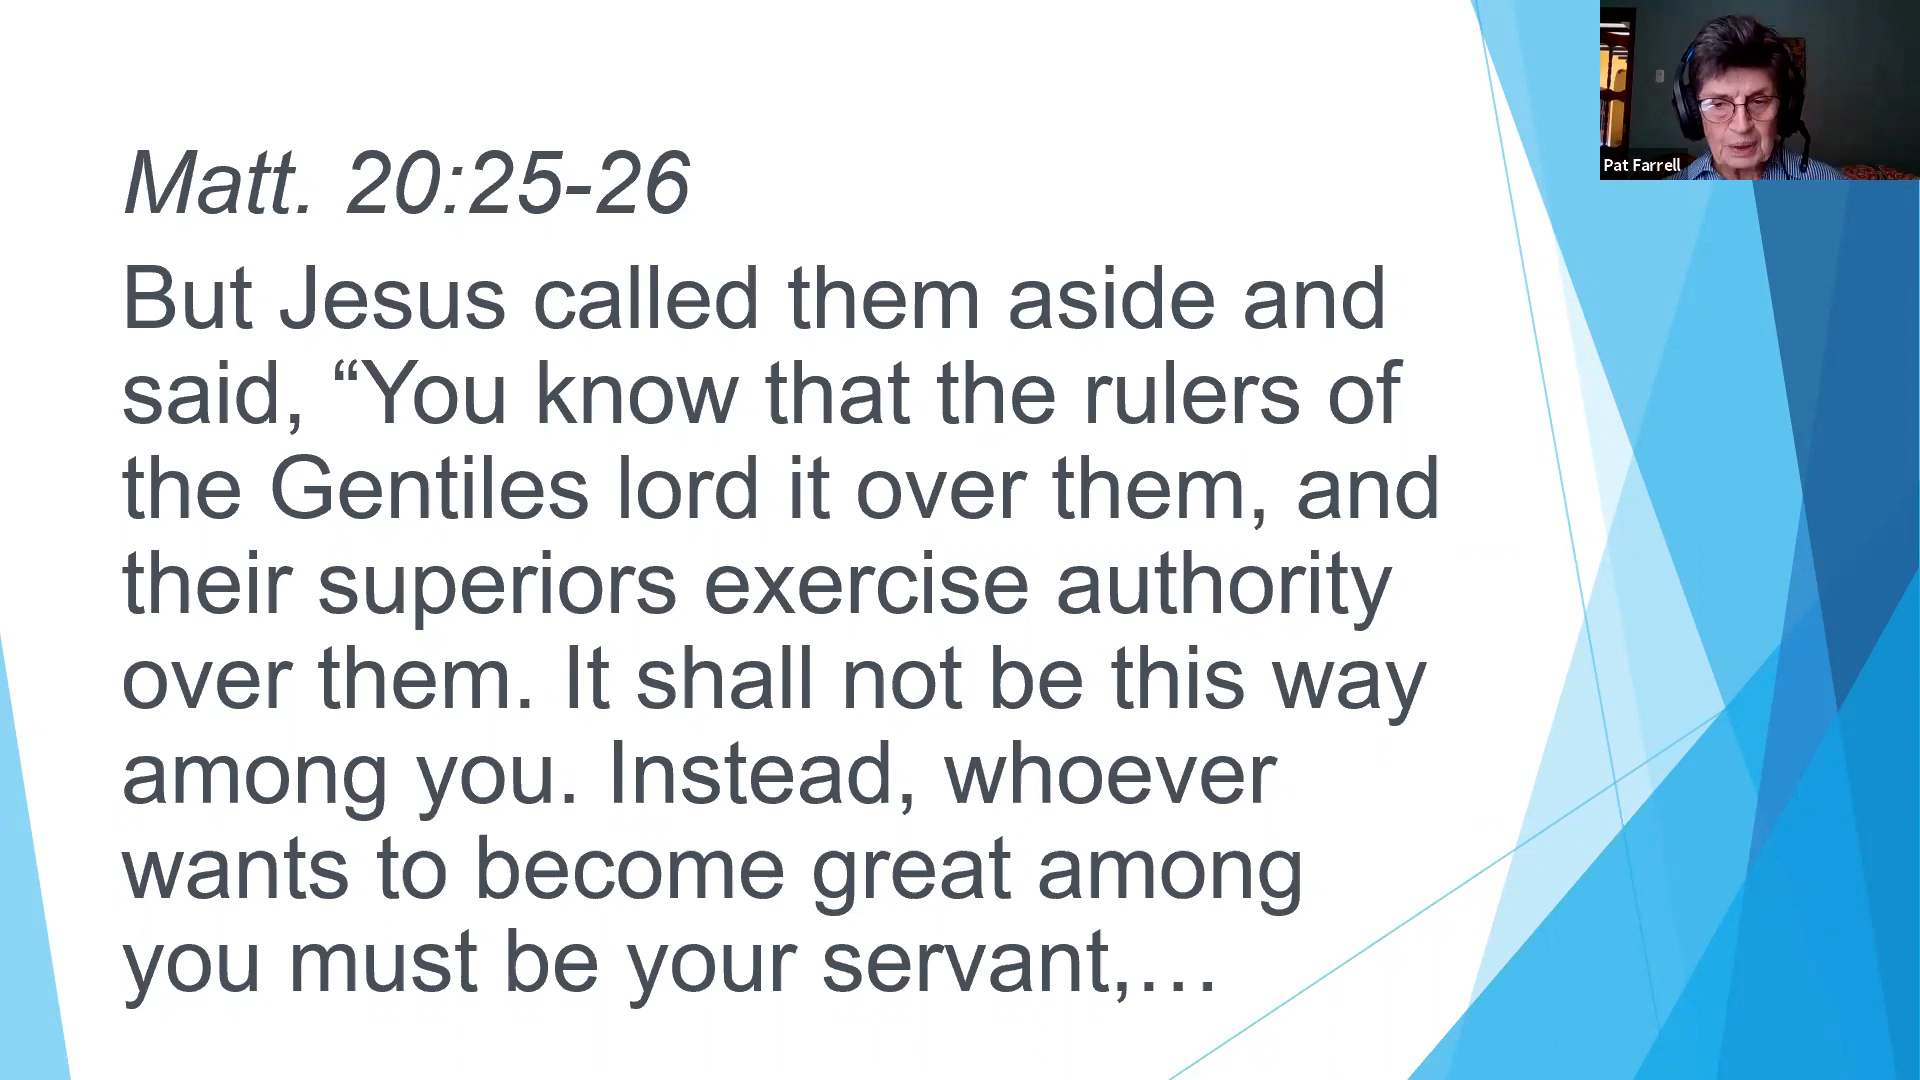 Matt. 20:25-26
But Jesus called them aside and
said, “You know that the rulers of
the Gentiles lord it over them, and
their superiors exercise authority
over them. It shall not be this way
among you. Instead, whoever
wants to become great among
you must be your servant,…
Pat Farrell